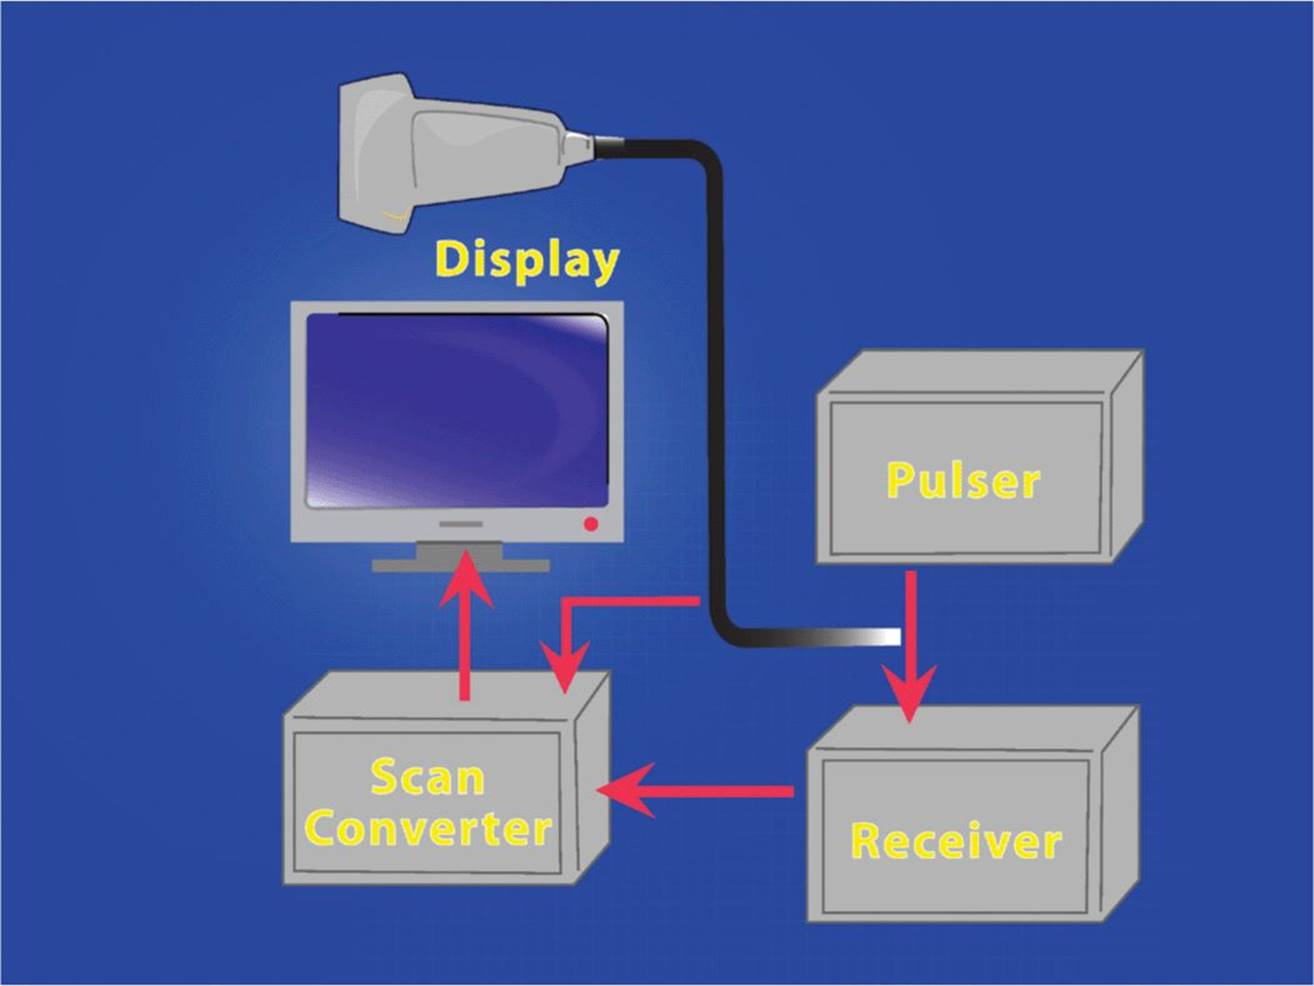 Display
Pulser
Scan
Converter
Receiver